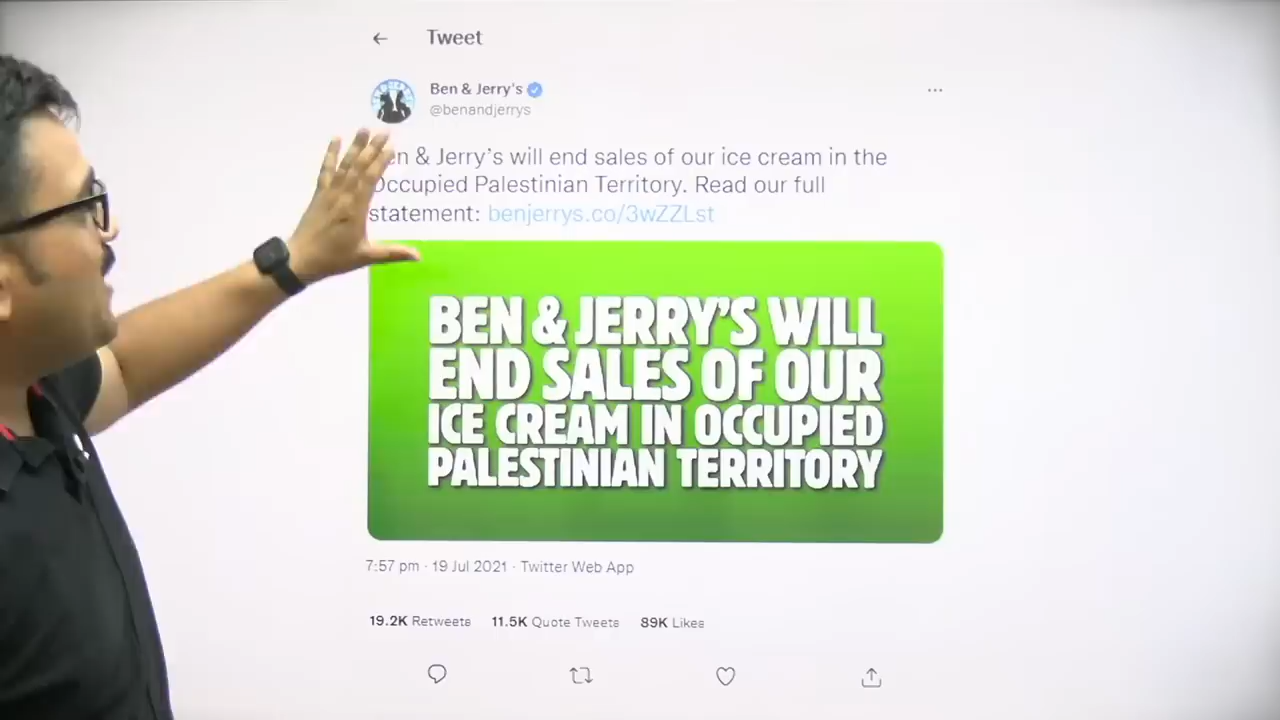 Tweet
Ben & Jerry's
@benandjerrys
en & Jerry's will end sales of our ice cream in the
Occupied Palestinian Territory. Read our full
statement: benjerrys.co/3wZZLst
BEN & JERRY'S WILL
END SALES OF OUR
ICE CREAM IN OCCUPIED
PALESTINIAN TERRITORY
7:57 pm · 19 Jul 2021 · Twitter Web App
19.2K Retweets 11.5K Quote Tweets 89K Likes